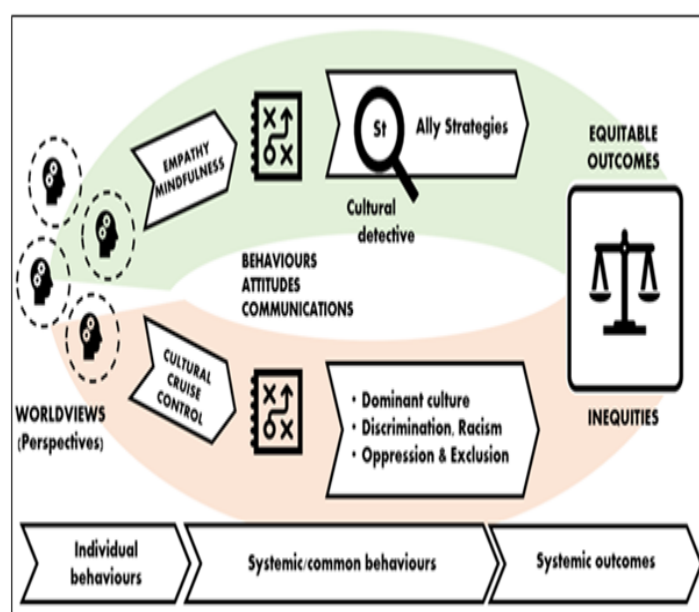 EMPATHY
MINDFULNESS
St
Ally Strategies
Cultural
detective
EQUITABLE
OUTCOMES
BEHAVIOURS
ATTITUDES
COMMUNICATIONS
WORLDVIEWS
(Perspectives)
CULTURAL
CRUISE
CONTROL
• Dominant culture
• Discrimination, Racism
• Oppression & Exclusion
INEQUITIES
Individual
behaviours
Systemic/common behaviours
Systemic outcomes